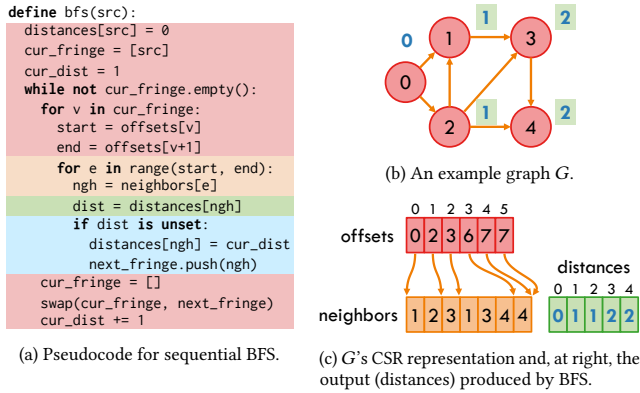 define bfs(src):
distances[src] = 0
cur_fringe = [src]
cur_dist = 1
while not cur_fringe.empty():
for v in cur_fringe:
start = offsets[v]
end = offsets[v+1]
for e in range(start, end):
ngh = neighbors[e]
dist = distances[ngh]
if dist is unset:
distances[ngh] = cur_dist
next_fringe.push(ngh)
cur_fringe = []
swap(cur_fringe, next_fringe)
cur_dist += 1
(a) Pseudocode for sequential BFS.
1 2
0 1 3
0
1 2
2 4
(b) An example graph G.
0 1 2 3 4 5
offsets 0 2 3 6 7 7
distances
0 1 2 3 4
neighbors 1 2 3 1 3 4 4
0 1 1 2 2
(c) G's CSR representation and, at right, the
output (distances) produced by BFS.